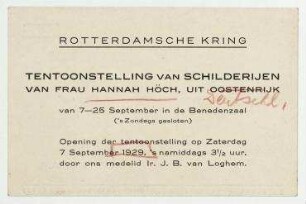 ROTTERDAMSCHE KRING
TENTOONSTELLING VAN SCHILDERIJEN
VAN FRAU HANNAH HÖCH, UIT OOSTENRIJK
Deutschl.
van 7-25 September in de Benedenzaal
('s Zondags gesloten)
Opening der tentoonstelling op Zaterdag
7 September 1929, 's namiddags 3½ uur.
door ons medelid Ir. J. B. van Loghem.